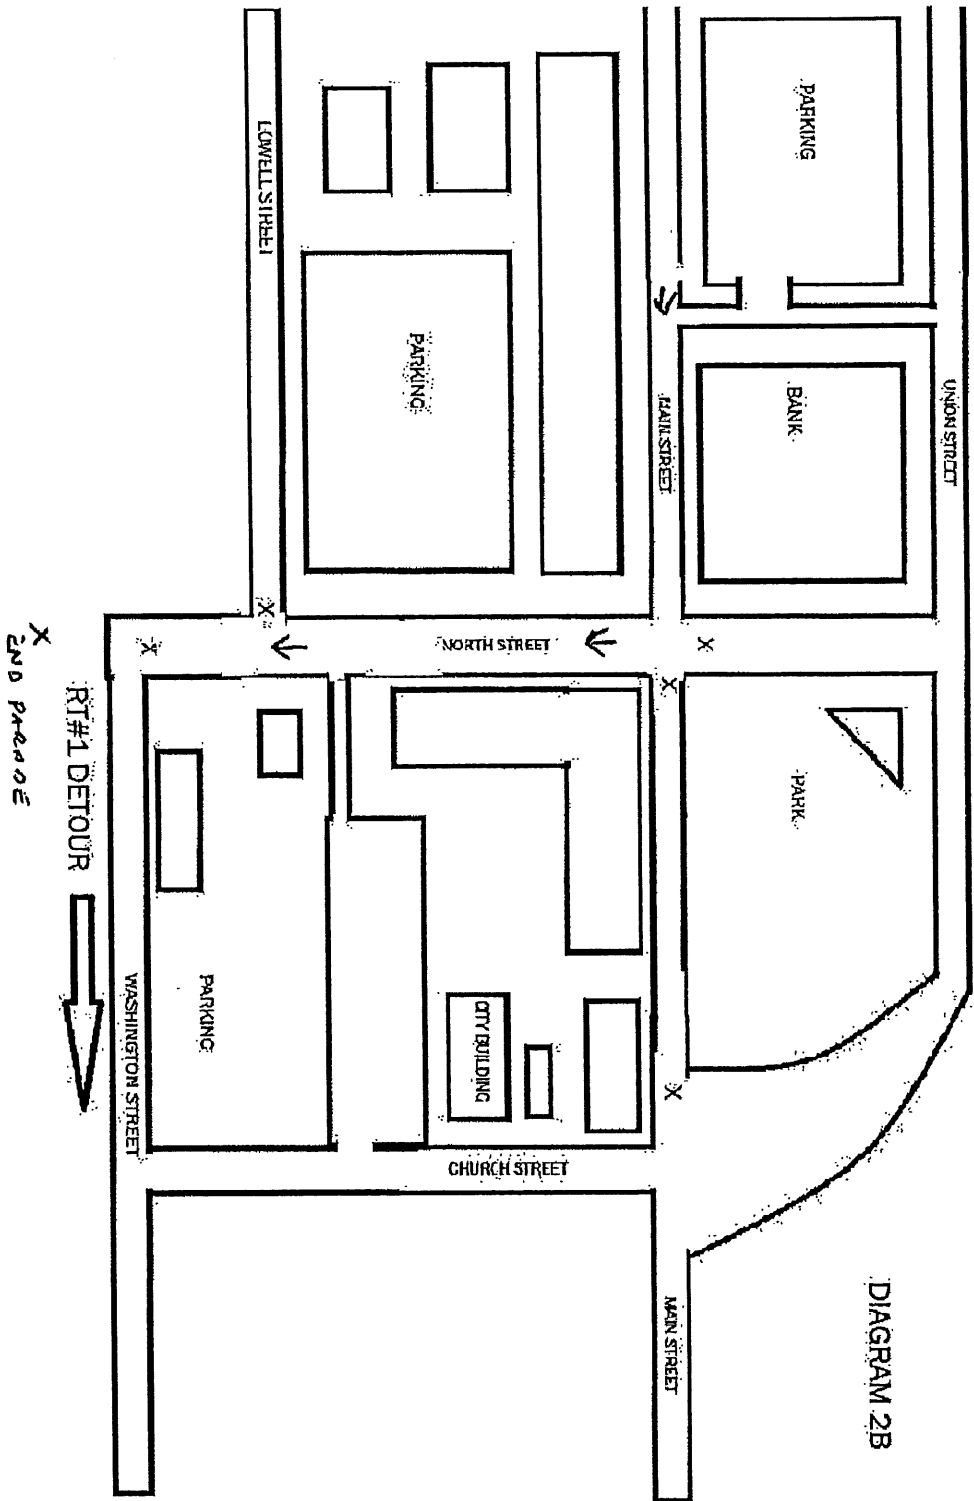 DIAGRAM 2B
UNION STREET
PARKING
BANK
PARK
MAIN STREET
MAIN STREET
X
X
X
NORTH STREET
CHURCH STREET
CITY BUILDING
PARKING
LOWELL STREET
X
PARKING
X
WASHINGTON STREET
RT#1 DETOUR
X
END PARADE